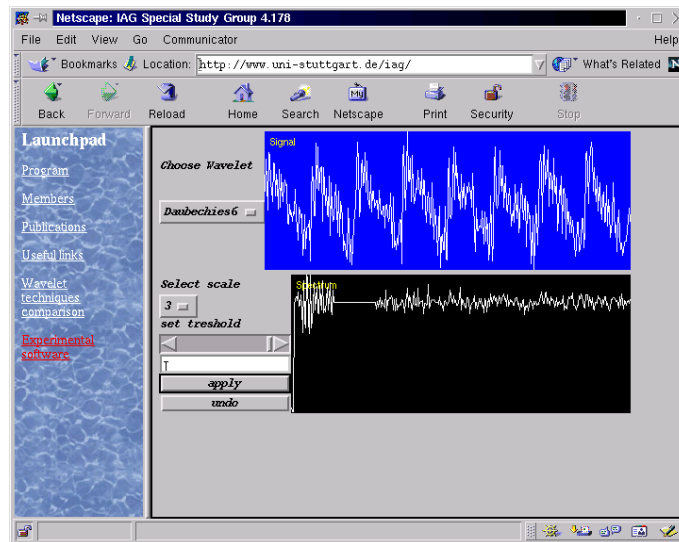 Netscape: IAG Special Study Group 4.178
File Edit View Go Communicator Help
Bookmarks Location: http://www.uni-stuttgart.de/iag/ What's Related N
Back Forward Reload Home Search Netscape Print Security Stop
My
Launchpad
Program
Members
Publications
Useful links
Wavelet
techniques
comparison
Experimental
software
Choose Wavelet
Daubechies6
Signal
Select scale
3
set treshold
T
apply
undo
Spectrum